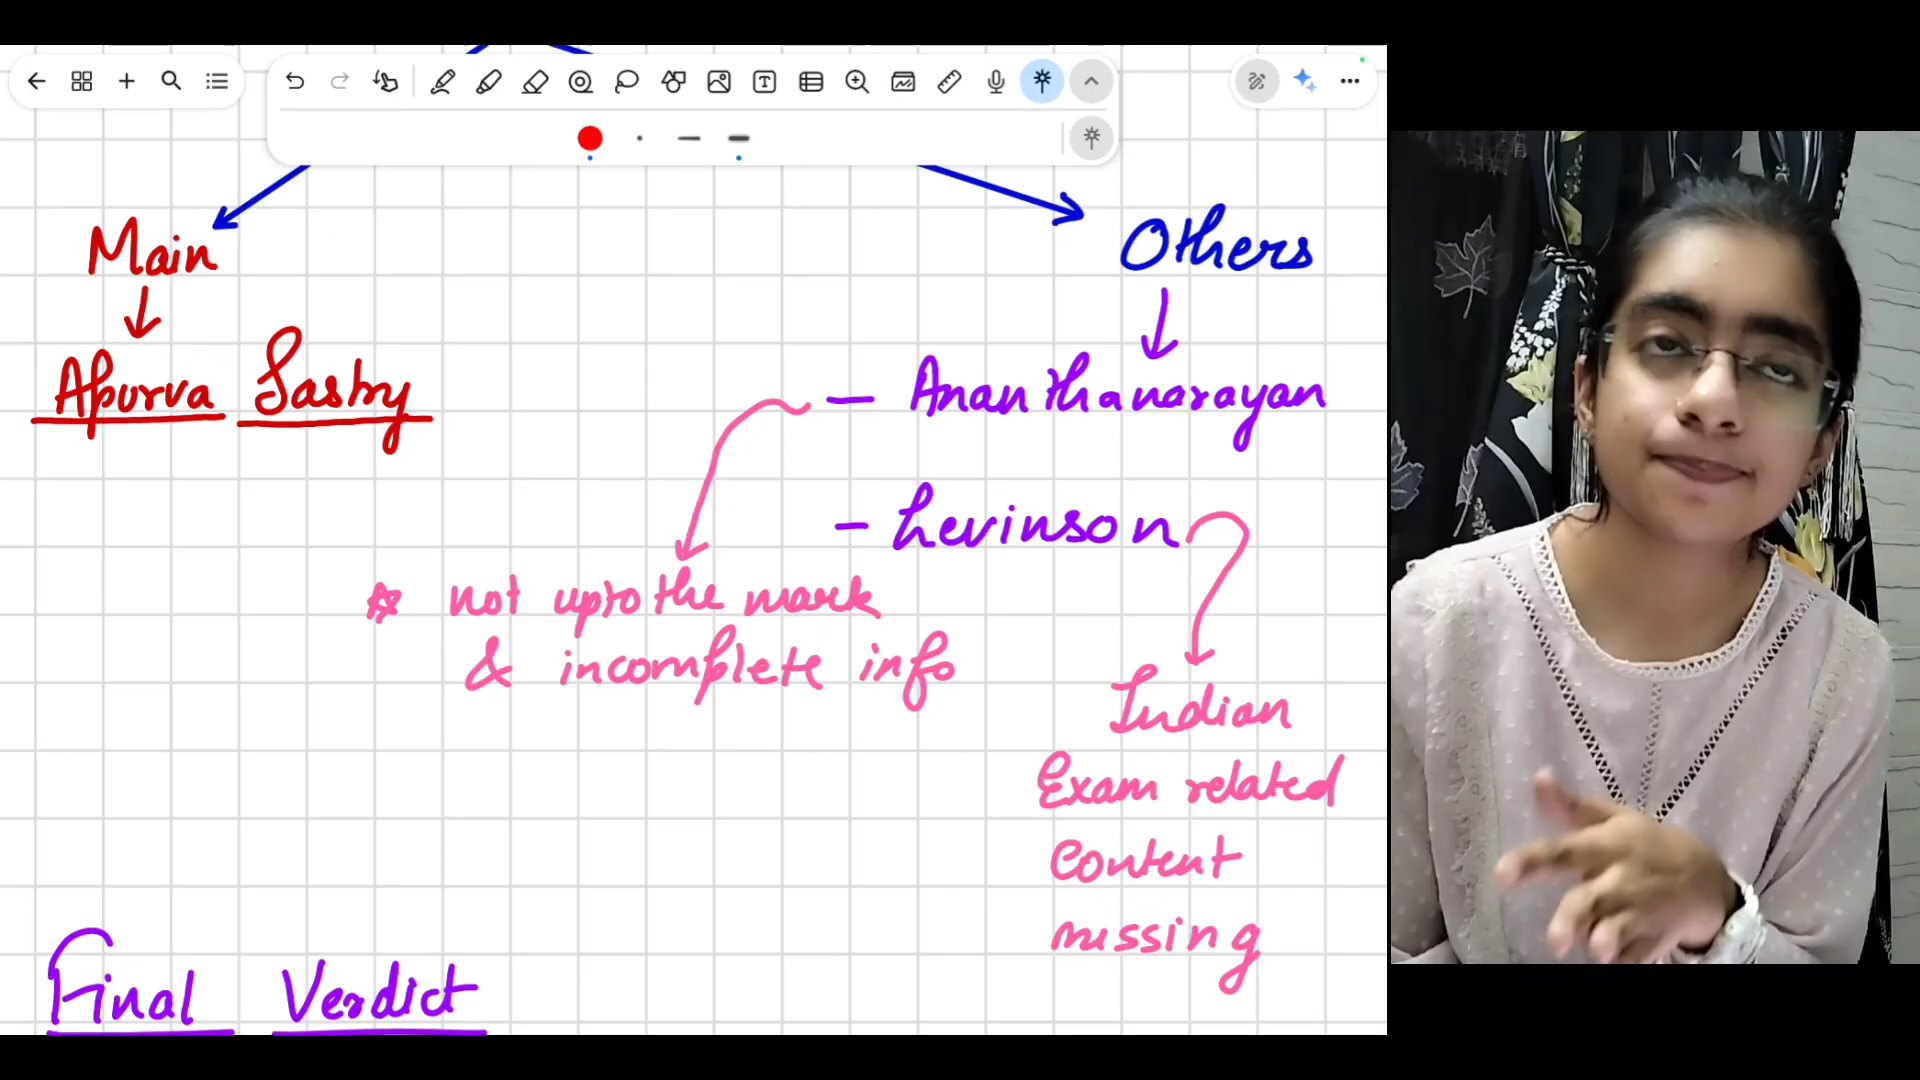 Main
Others
Apurva Sastry
- Ananthanarayan
- Levinson
☆ not upto the mark
& incomplete info
Indian
Exam related
Content
missing
Final Verdict